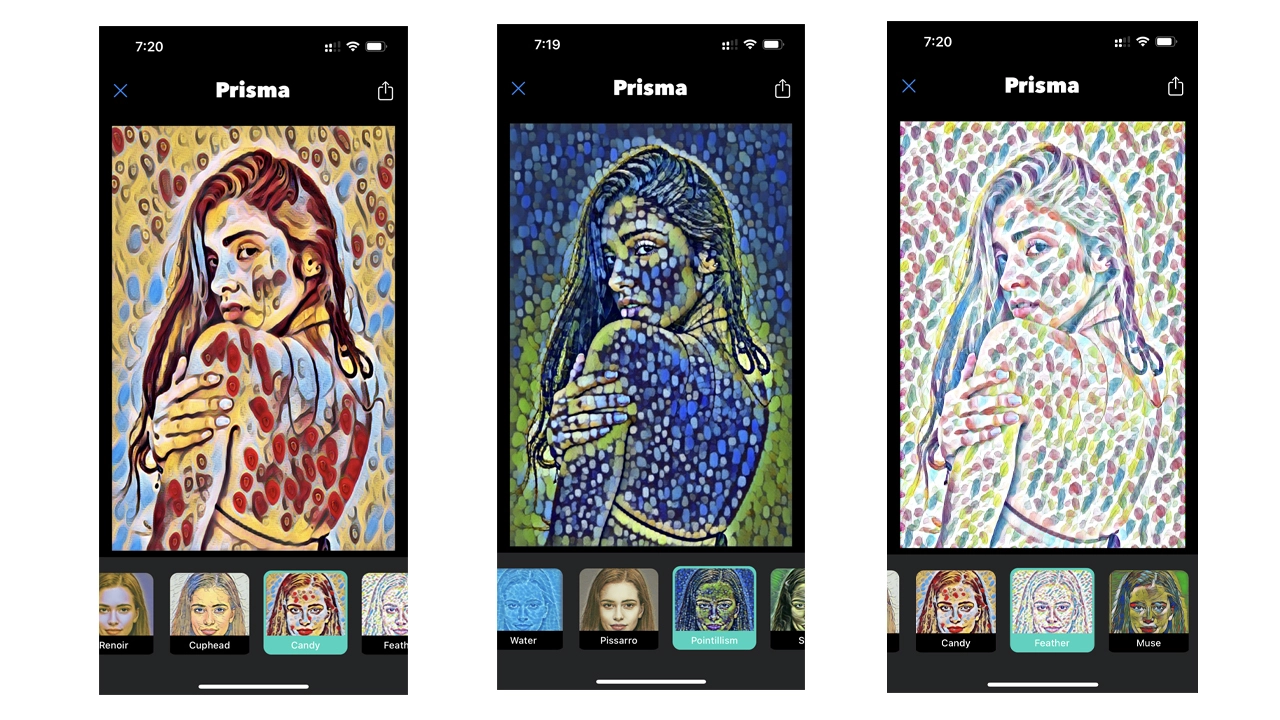 7:20
Prisma
Renoir
Cuphead
Candy
Feath
7:19
Prisma
Water
Pissarro
Pointillism
S
7:20
Prisma
Candy
Feather
Muse